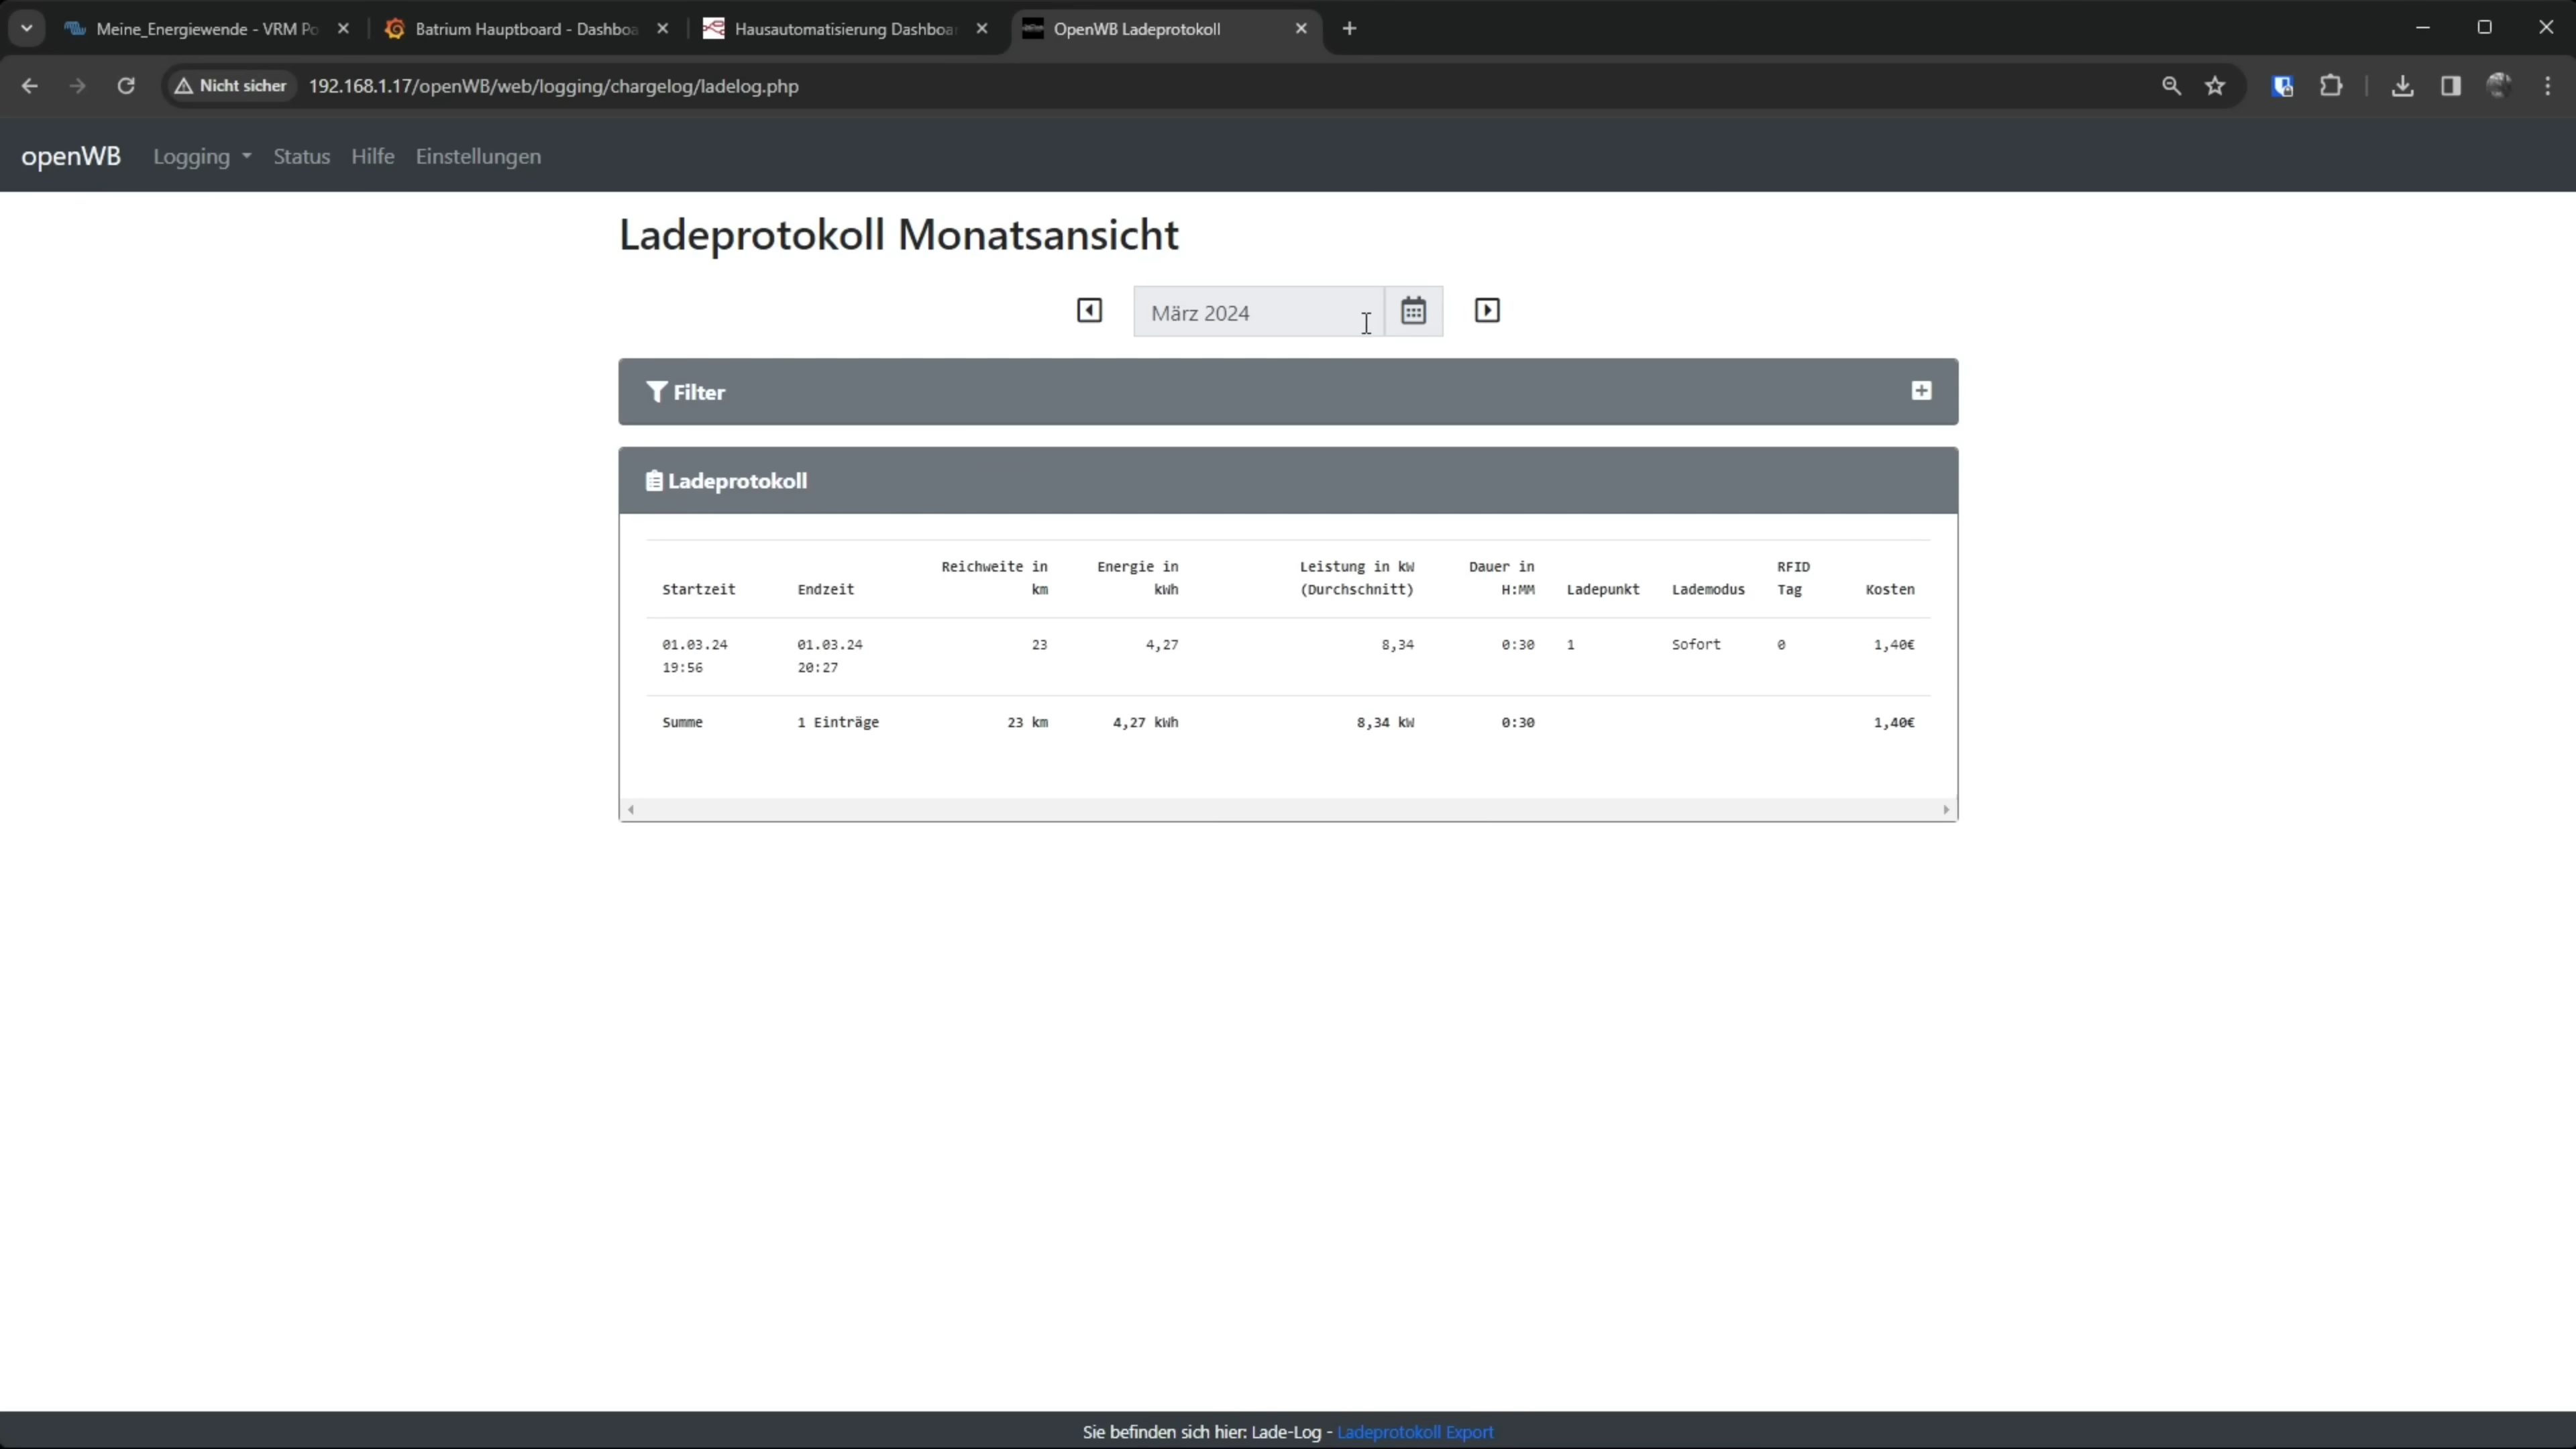 Meine_Energiewende - VRM Po
Batrium Hauptboard - Dashboa
Hausautomatisierung Dashboar
OpenWB Ladeprotokoll
Nicht sicher
192.168.1.17/openWB/web/logging/chargelog/ladelog.php
openWB Logging Status Hilfe Einstellungen
Ladeprotokoll Monatsansicht
März 2024
Filter
Ladeprotokoll
Startzeit Endzeit Reichweite in km Energie in kWh Leistung in kW (Durchschnitt) Dauer in H:MM Ladepunkt Lademodus RFID Tag Kosten
01.03.24 19:56 01.03.24 20:27 23 4,27 8,34 0:30 1 Sofort 0 1,40€
Summe 1 Einträge 23 km 4,27 kWh 8,34 kW 0:30 1,40€
Sie befinden sich hier: Lade-Log - Ladeprotokoll Export